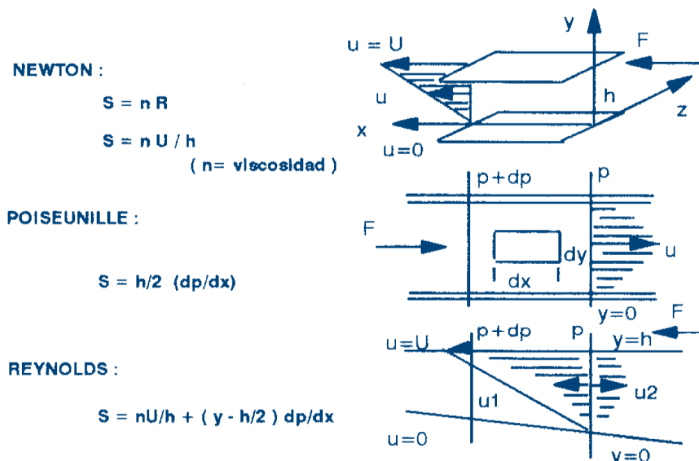 NEWTON :
S = n R
S = n U / h
( n= viscosidad )
u = U
u
x
u=0
y
F
h
z
POISEUNILLE :
S = h/2 (dp/dx)
p+dp
p
F
dy
dx
u
y=0
REYNOLDS :
S = nU/h + ( y - h/2 ) dp/dx
u=U
p+dp
p
y=h
F
u1
u2
u=0
y=0